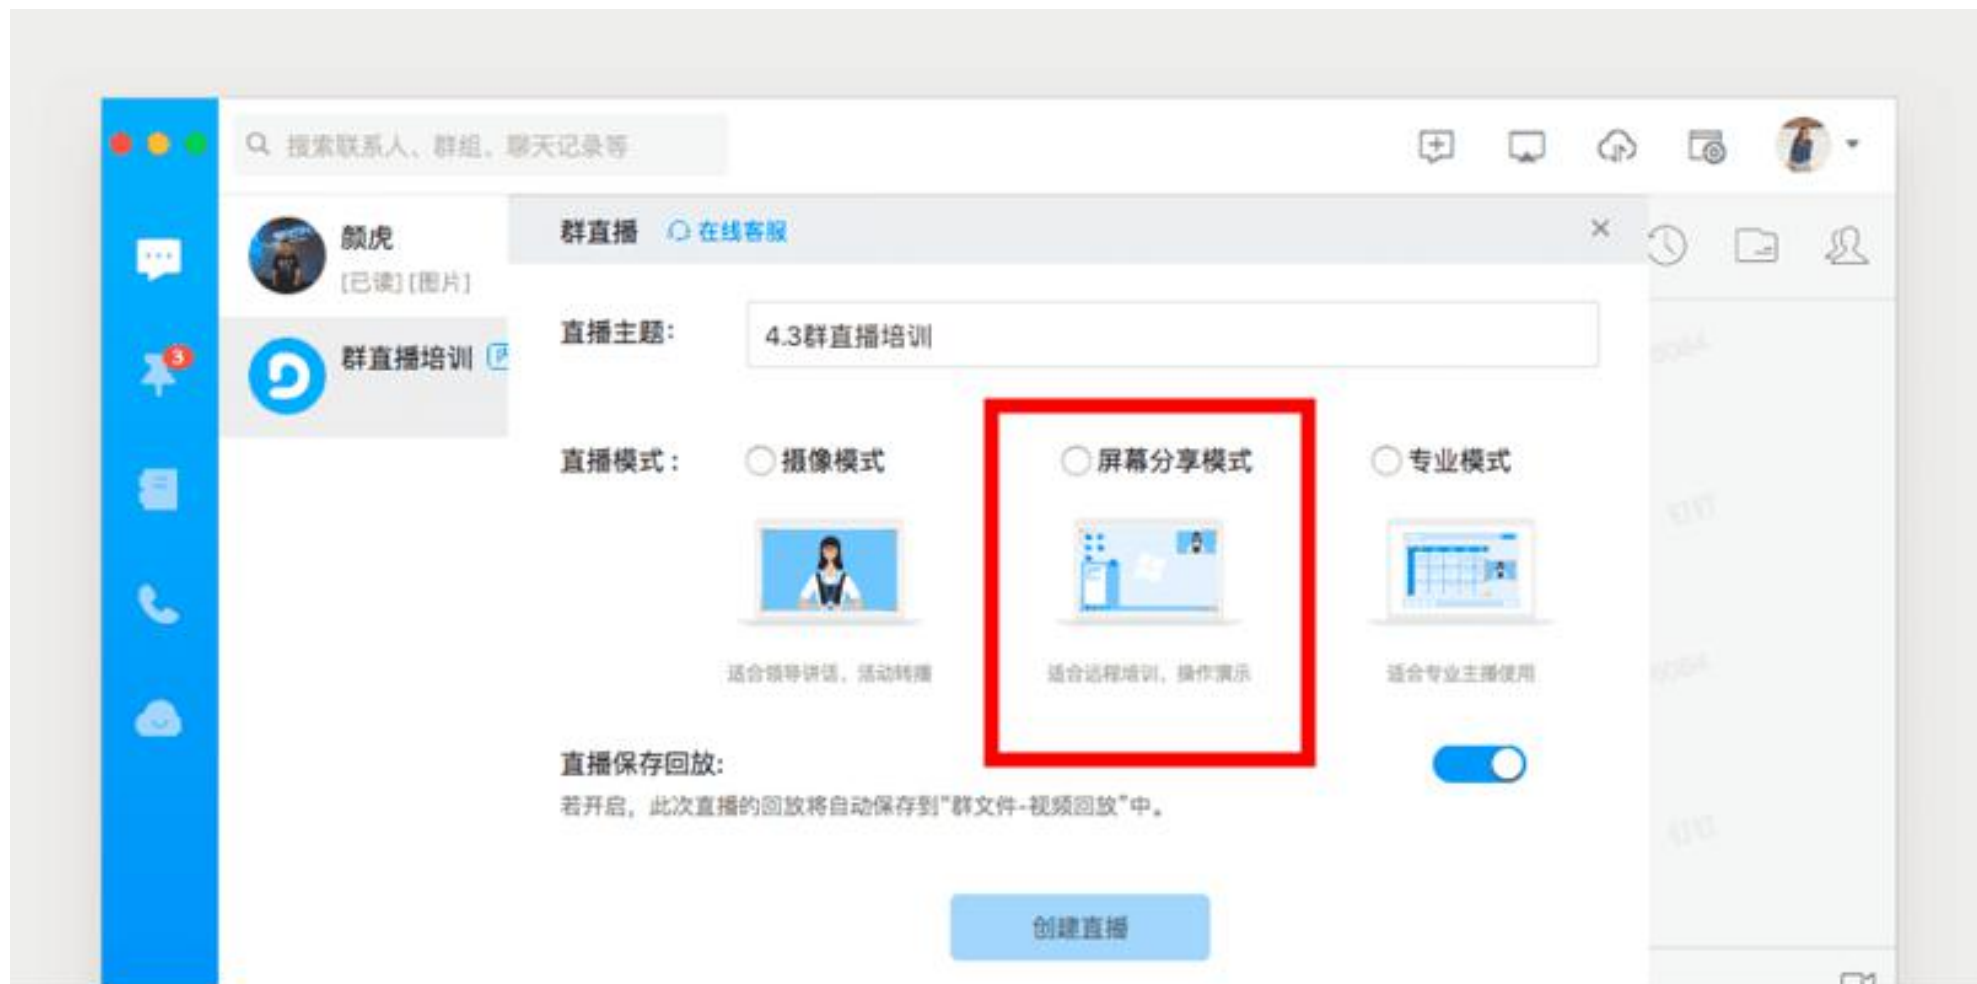 搜索联系人、群组、聊天记录等
颜虎
[已读] [图片]
3
群直播培训
群直播 在线客服
直播主题:
4.3群直播培训
直播模式:
摄像模式
屏幕分享模式
专业模式
适合领导讲话，活动转播
适合远程培训，操作演示
适合专业主播使用
直播保存回放:
若开启，此次直播的回放将自动保存到“群文件-视频回放”中。
创建直播